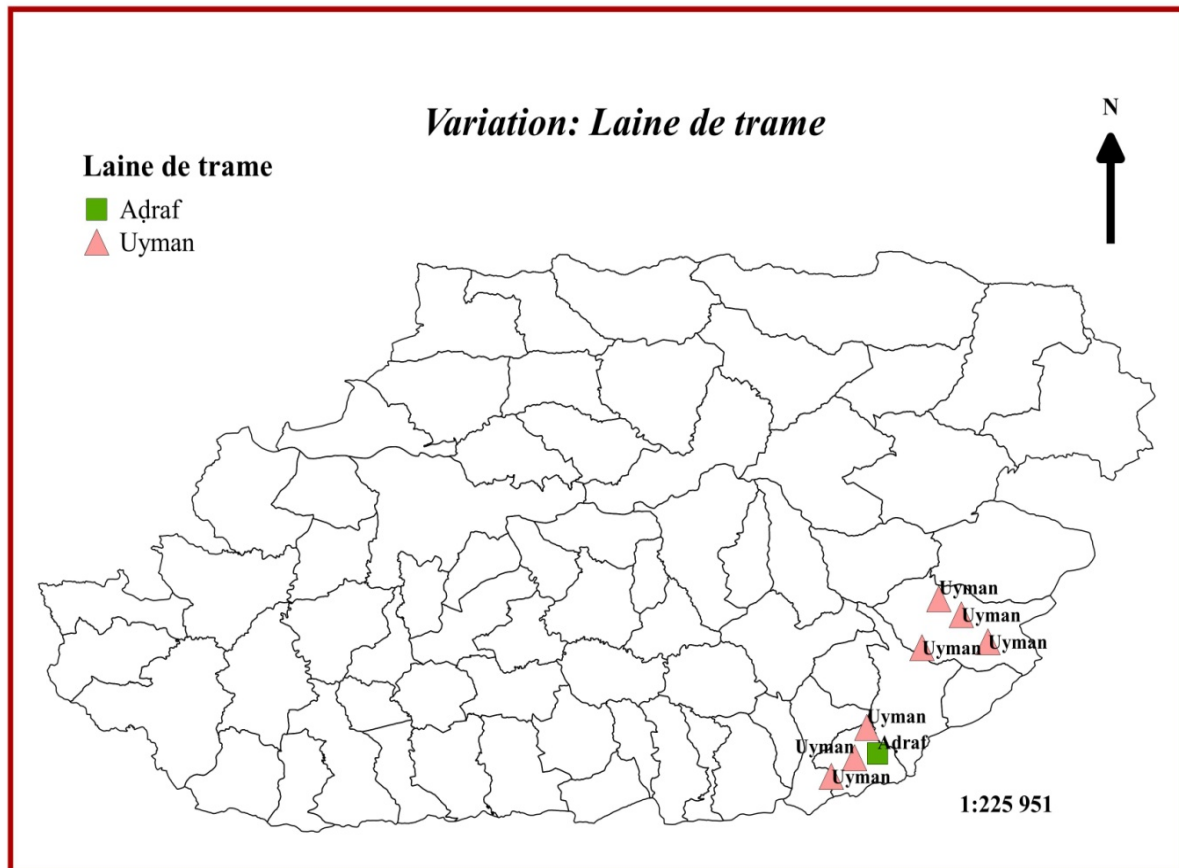 N
Variation: Laine de trame
Laine de trame
Aḍraf
Uyman
Uyman
Uyman
Uyman
Uyman
Uyman
Aḍraf
Uyman
Uyman
1:225 951